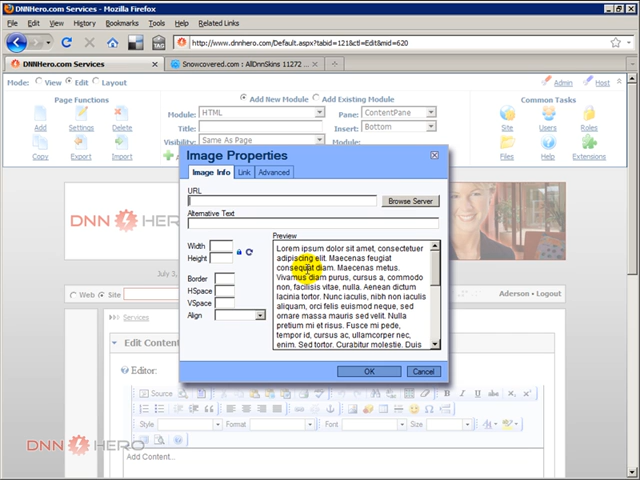 DNNHero.com Services - Mozilla Firefox
File Edit View History Bookmarks Tools Related Links
http://www.dnnhero.com/Default.aspx?tabid=121&ctl=Edit&mid=620
DNNHero.com Services
Snowcovered.com : AllDnnSkins 11272
Mode: View Edit Layout
Admin Host
Page Functions
Add New Module Add Existing Module
Common Tasks
Module: HTML Pane: ContentPane
Add Settings Delete
Title: Insert: Bottom
Site Users Roles
Visibility: Same As Page Module:
Copy Export Import
Files Help Extensions
Image Properties
Image Info Link Advanced
URL
Browse Server
Alternative Text
Width
Height
Border
HSpace
VSpace
Align
Preview
Lorem ipsum dolor sit amet, consectetuer
adipiscing elit. Maecenas feugiat
consequat diam. Maecenas metus.
Vivamus diam purus, cursus a, commodo
non, facilisis vitae, nulla. Aenean dictum
lacinia tortor. Nunc iaculis, nibh non iaculis
aliquam, orci felis euismod neque, sed
ornare massa mauris sed velit. Nulla
pretium mi et risus. Fusce mi pede,
tempor id, cursus ac, ullamcorper nec,
enim. Sed tortor. Curabitur molestie. Duis
OK Cancel
DNN HERO
July 3,
Web Site
Aderson • Logout
Services
Edit Content
Editor:
Source
Style Format Font Size
DNN HERO
Add Content...